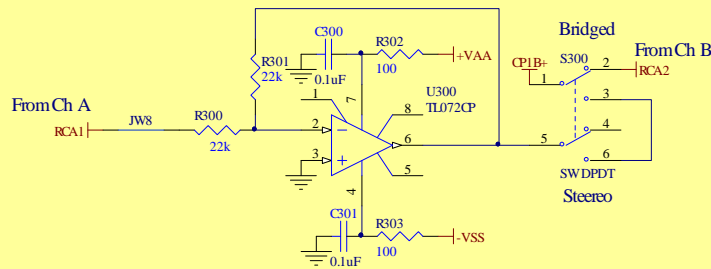 Bridged
C300
R302
+VAA
0.1uF
100
R301
22k
From Ch A
RCA1
JW8
R300
22k
1
7
8
2
3
6
5
4
U300
TL072CP
C301
0.1uF
R303
100
-VSS
From Ch B
S300
CP1B+
1
2
RCA2
3
4
5
6
SWDPDT
Steereo